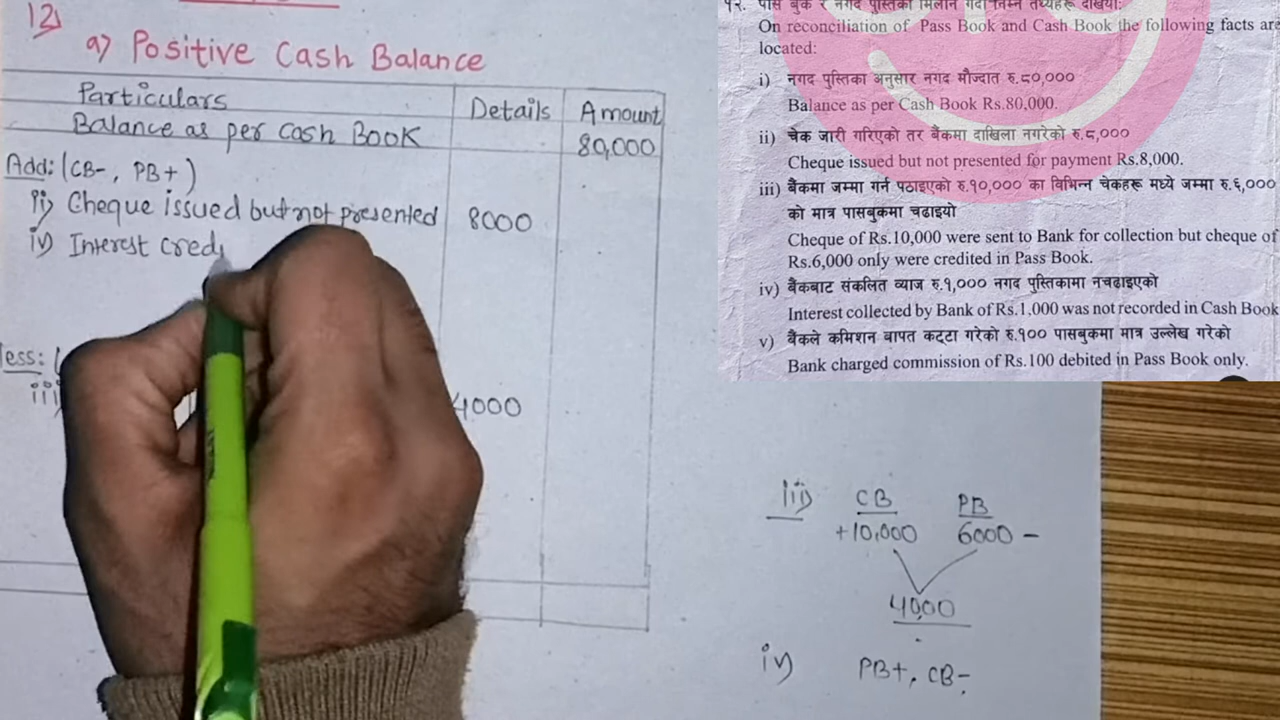 12)
a) Positive Cash Balance
Particulars Details Amount
Balance as per Cash Book 80,000
Add: (CB-, PB+)
ii) Cheque issued but not presented 8000
iv) Interest cred
ess: (
iii) 4000
१२. पास बुक र नगद पुस्तिका मिलान गर्दा निम्न तथ्यहरू देखियो:
On reconciliation of Pass Book and Cash Book the following facts are
located:
i) नगद पुस्तिका अनुसार नगद मौज्दात रु.८०,०००
Balance as per Cash Book Rs.80,000.
ii) चेक जारी गरिएको तर बैंकमा दाखिला नगरेको रु.८,०००
Cheque issued but not presented for payment Rs.8,000.
iii) बैंकमा जम्मा गर्न पठाइएको रु.१०,००० का विभिन्न चेकहरू मध्ये जम्मा रु.६,०००
को मात्र पासबुकमा चढाइयो
Cheque of Rs.10,000 were sent to Bank for collection but cheque of
Rs.6,000 only were credited in Pass Book.
iv) बैंकबाट संकलित व्याज रु.१,००० नगद पुस्तिकामा नचढाइएको
Interest collected by Bank of Rs.1,000 was not recorded in Cash Book
v) बैंकले कमिशन बापत कट्टा गरेको रु.१०० पासबुकमा मात्र उल्लेख गरेको
Bank charged commission of Rs.100 debited in Pass Book only.
iii) CB PB
+10,000 6000 -
4000
iv) PB+, CB-